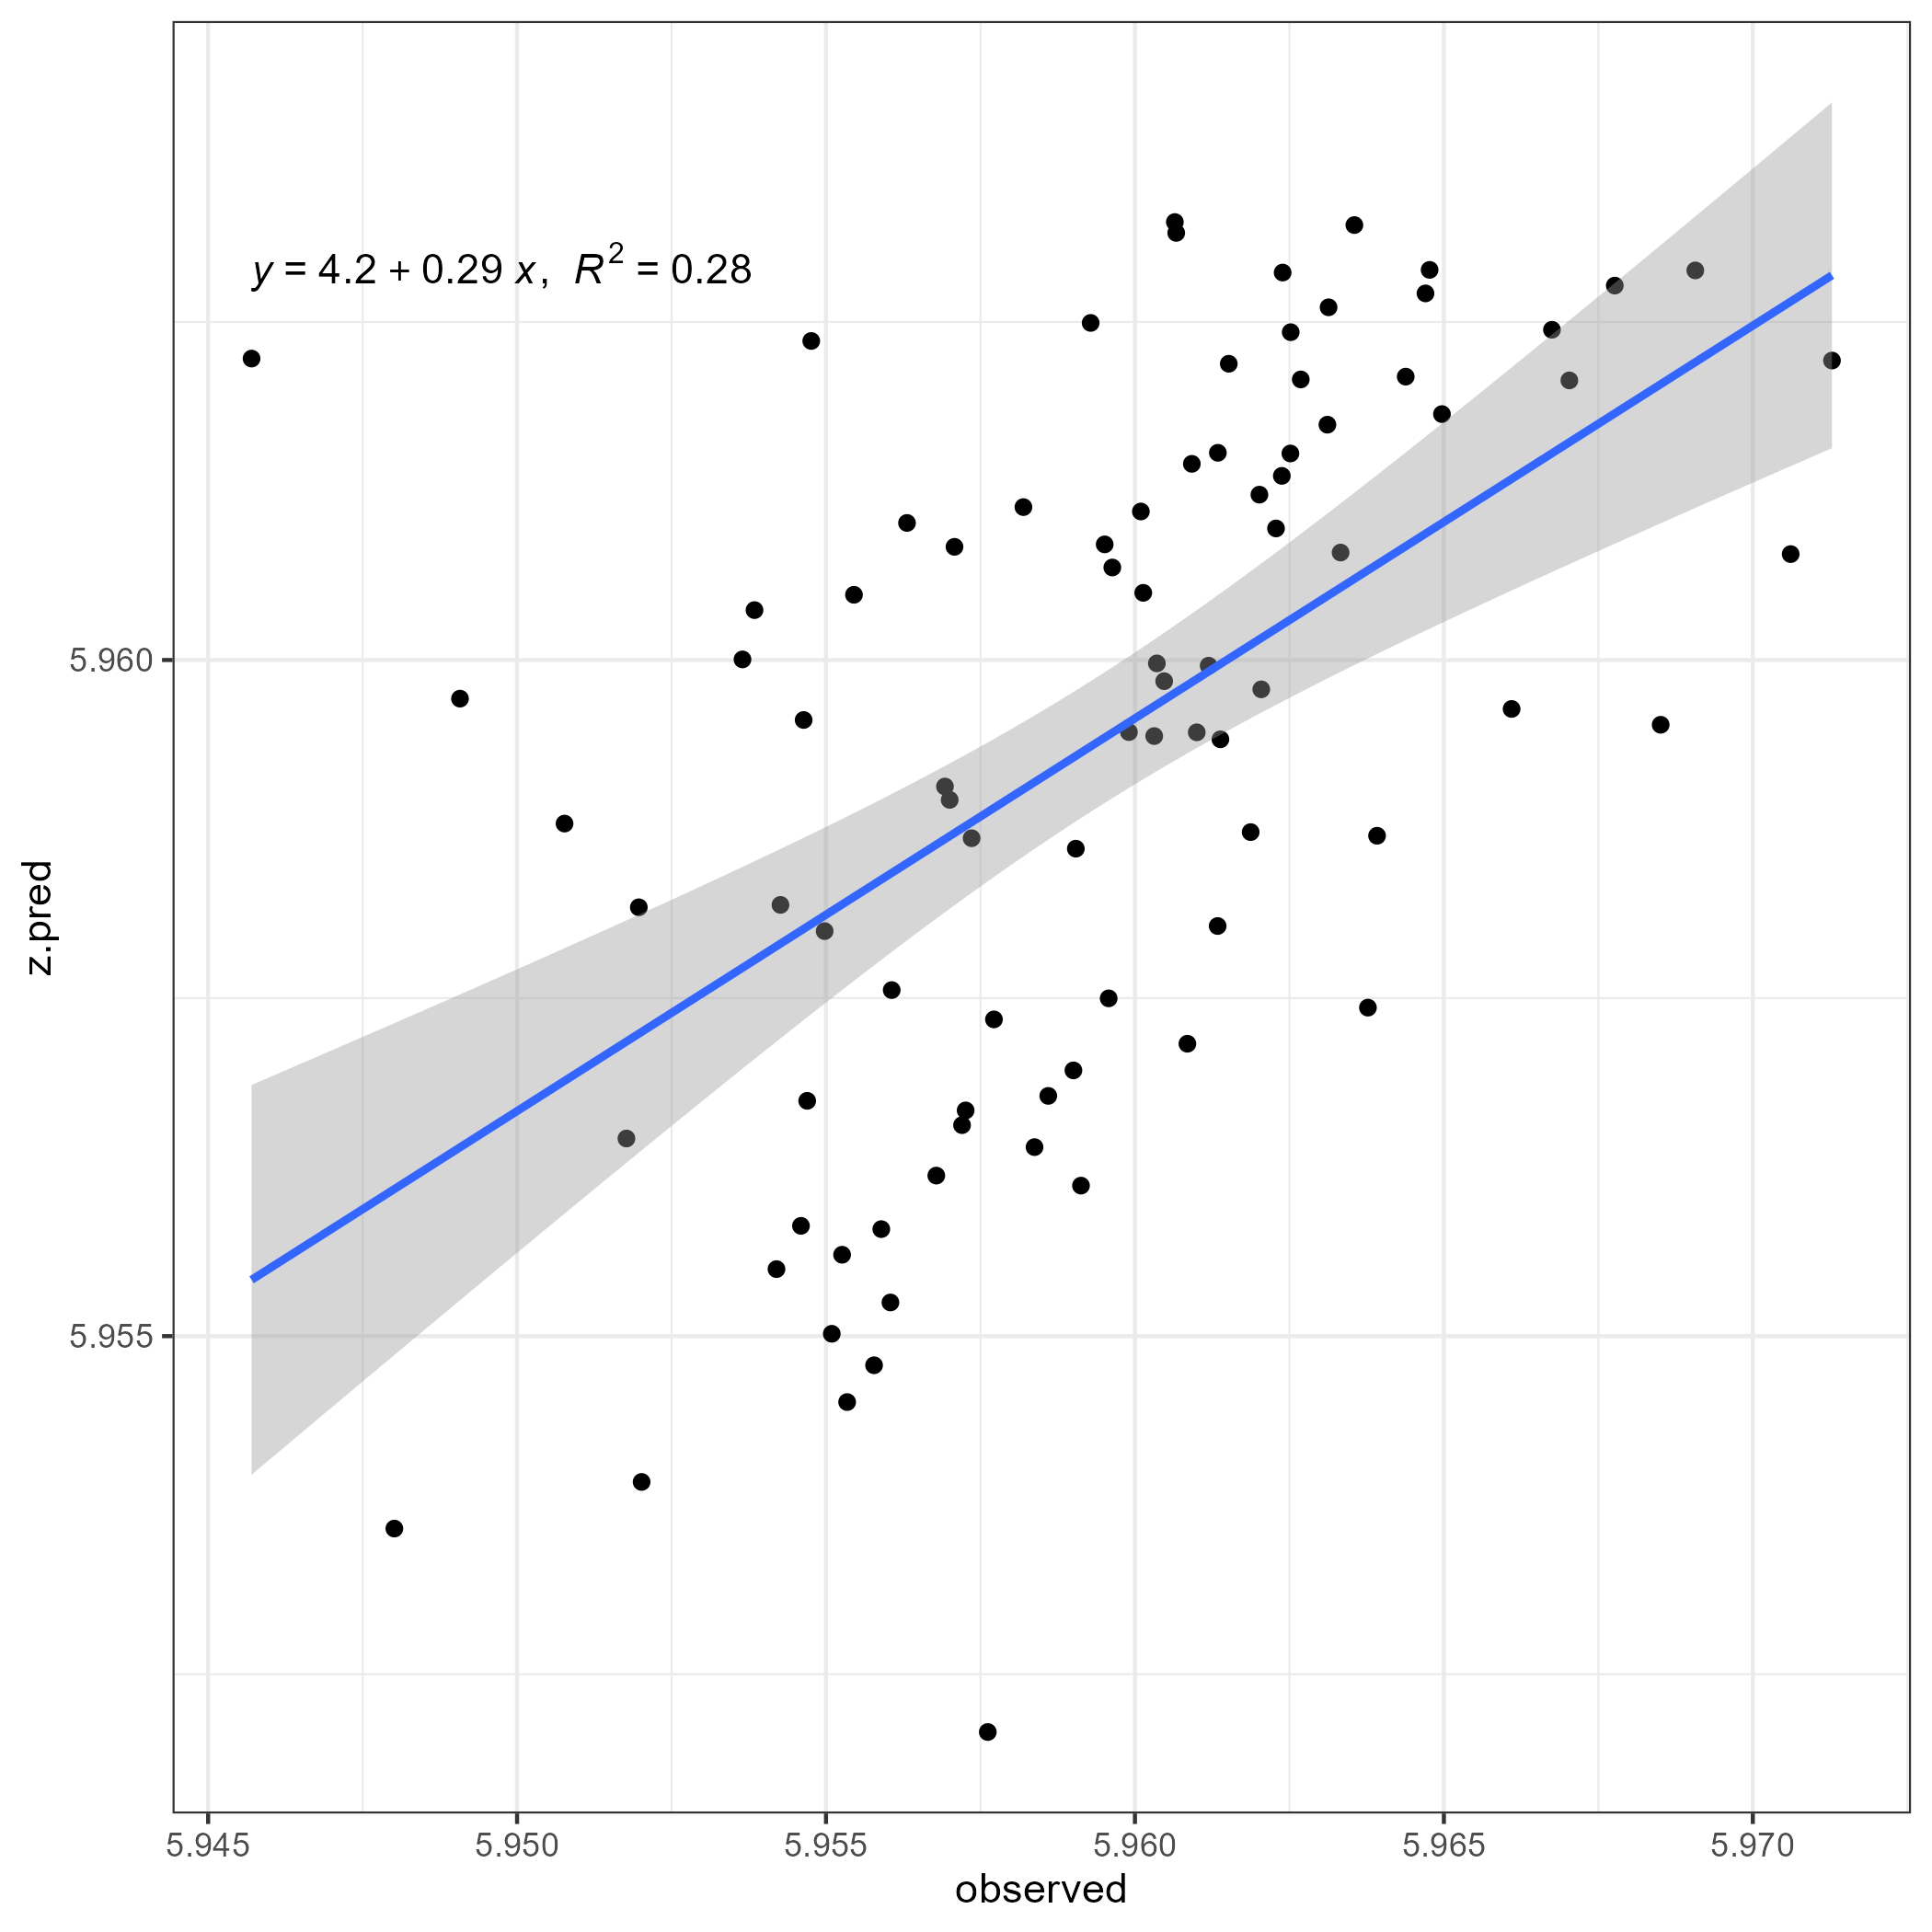 y = 4.2 + 0.29 x, R² = 0.28
5.960
5.955
z.pred
5.945 5.950 5.955 5.960 5.965 5.970
observed